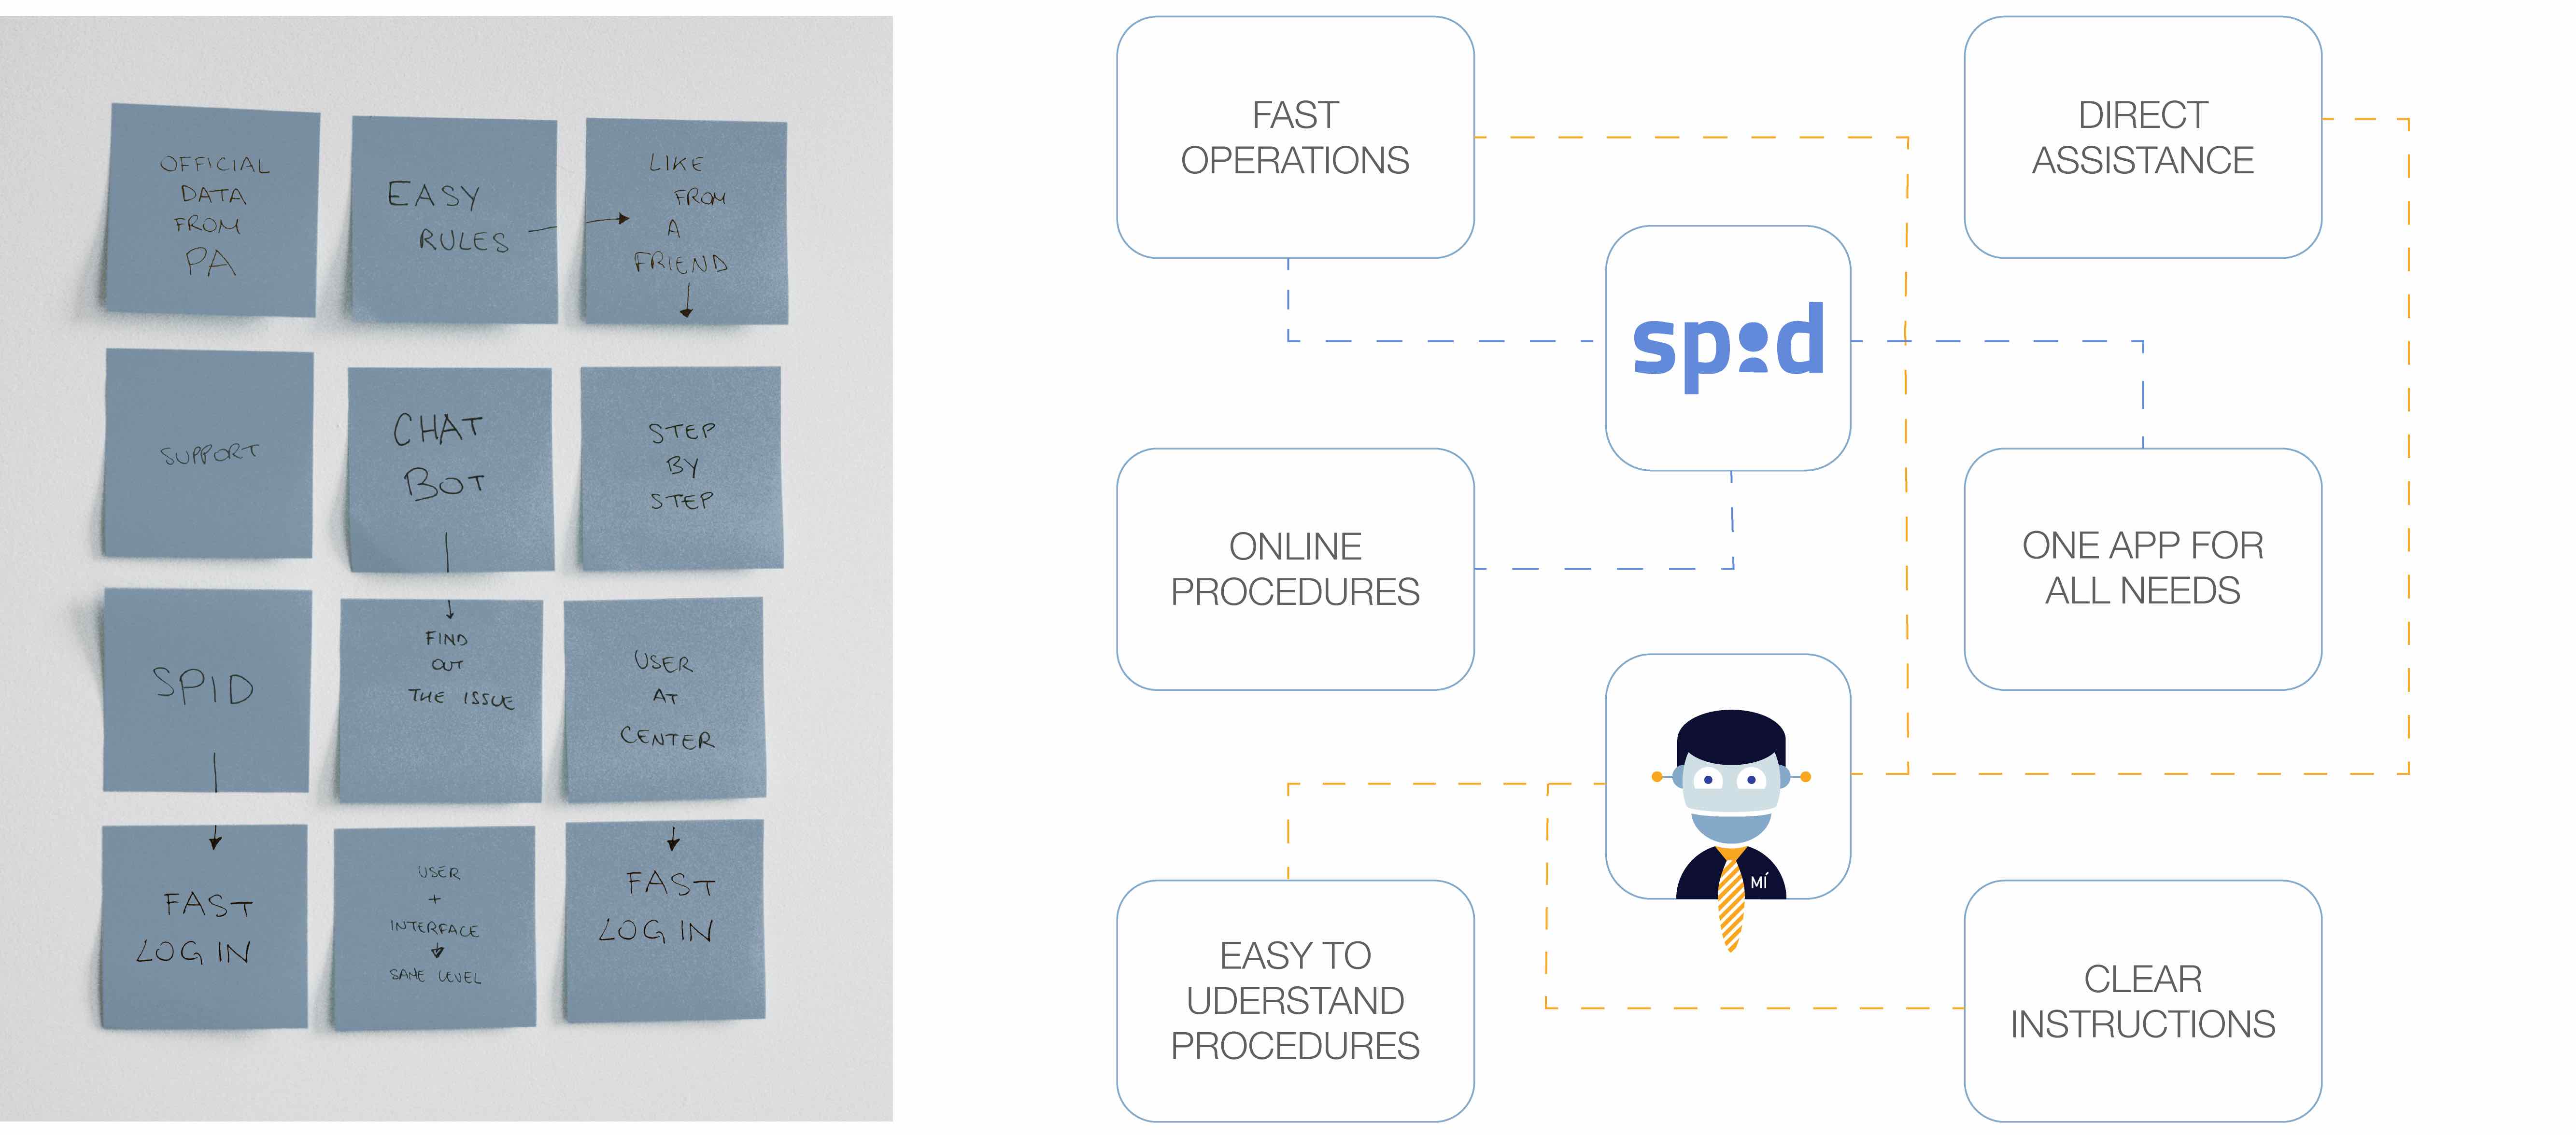 OFFICIAL
DATA
FROM
PA
EASY
RULES
LIKE
FROM
A
FRIEND
SUPPORT
CHAT
BOT
STEP
BY
STEP
SPID
FIND
OUT
THE ISSUE
USER
AT
CENTER
FAST
LOG IN
USER
+
INTERFACE
SAME LEVEL
FAST
LOG IN
FAST
OPERATIONS
DIRECT
ASSISTANCE
spid
ONLINE
PROCEDURES
ONE APP FOR
ALL NEEDS
MÍ
EASY TO
UDERSTAND
PROCEDURES
CLEAR
INSTRUCTIONS